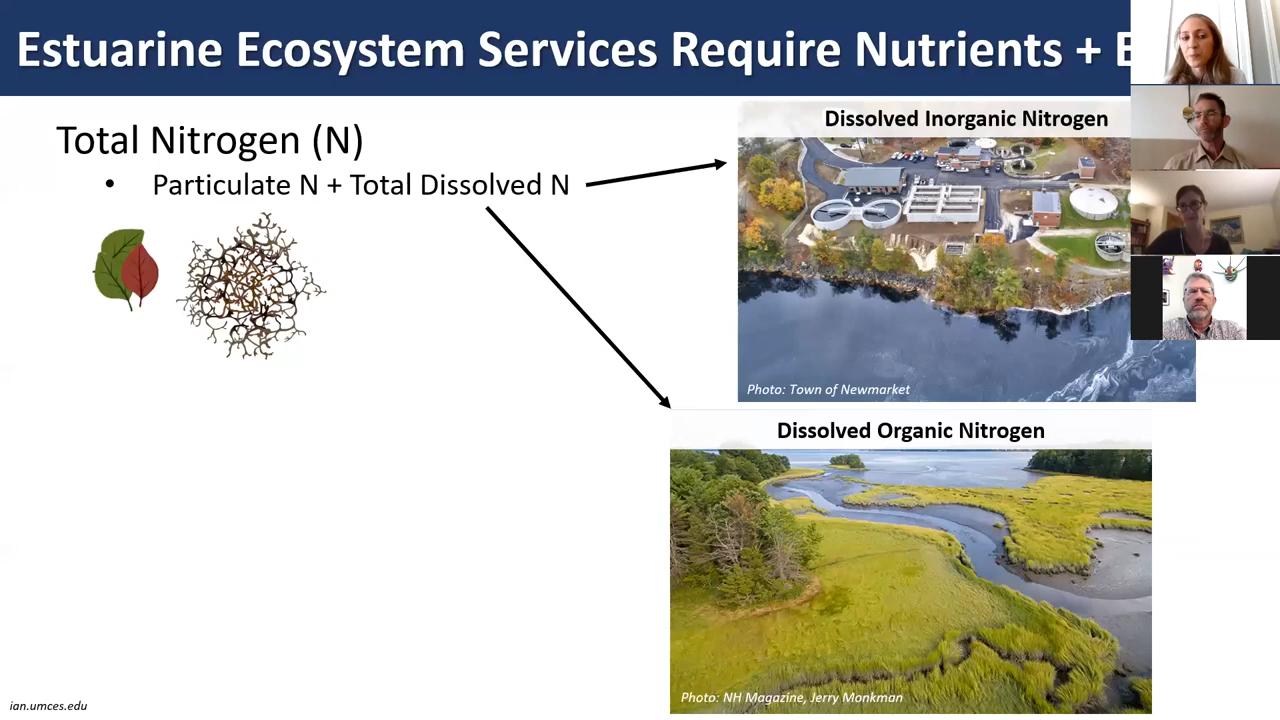 Estuarine Ecosystem Services Require Nutrients +
Total Nitrogen (N)
• Particulate N + Total Dissolved N
Dissolved Inorganic Nitrogen
Photo: Town of Newmarket
Dissolved Organic Nitrogen
Photo: NH Magazine, Jerry Monkman
ian.umces.edu